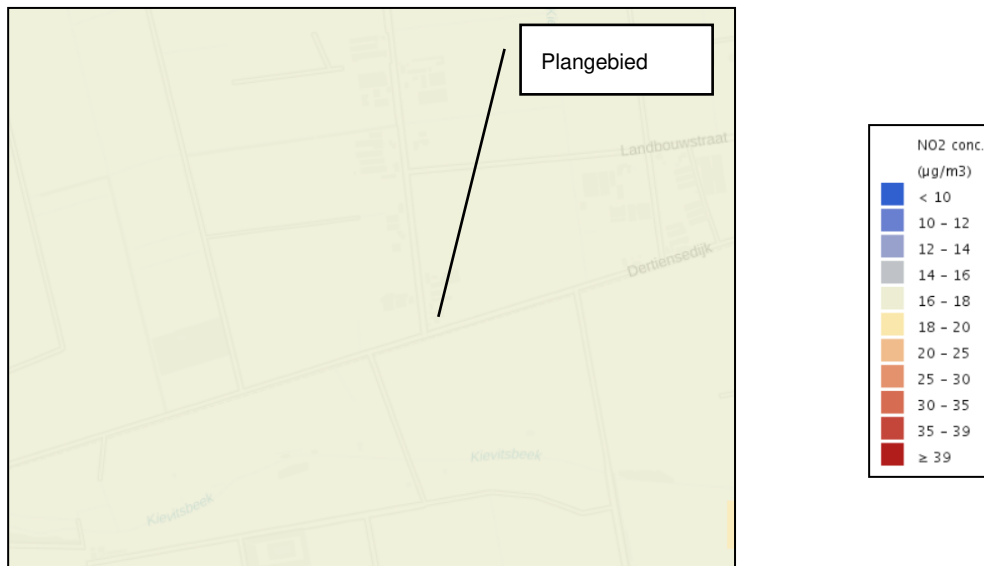 Plangebied
Landbouwstraat
Dertiensedijk
Kievitsbeek
Kievitsbeek
NO2 conc.
(µg/m3)
< 10
10 – 12
12 – 14
14 – 16
16 – 18
18 – 20
20 – 25
25 – 30
30 – 35
35 – 39
≥ 39